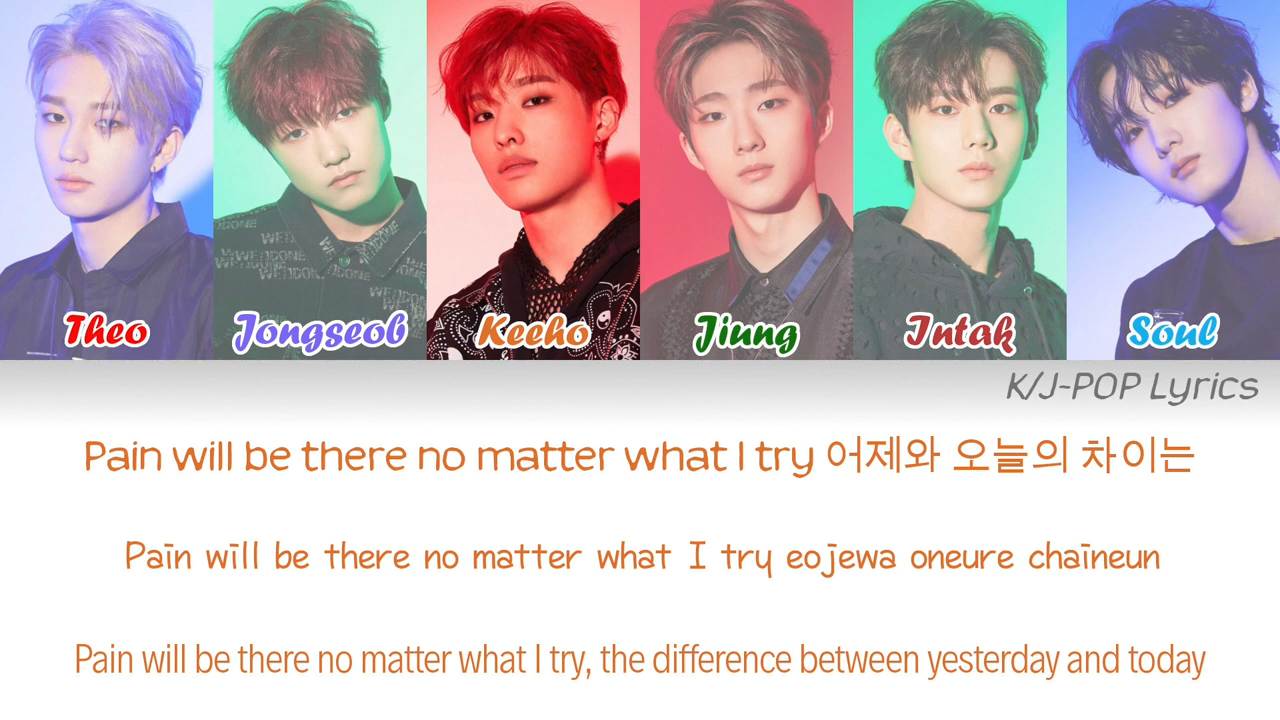 Theo Jongseob Keeho Jiung Intak Soul
K/J-POP Lyrics
Pain will be there no matter what I try 어제와 오늘의 차이는
Pain will be there no matter what I try eojewa oneure chaineun
Pain will be there no matter what I try, the difference between yesterday and today